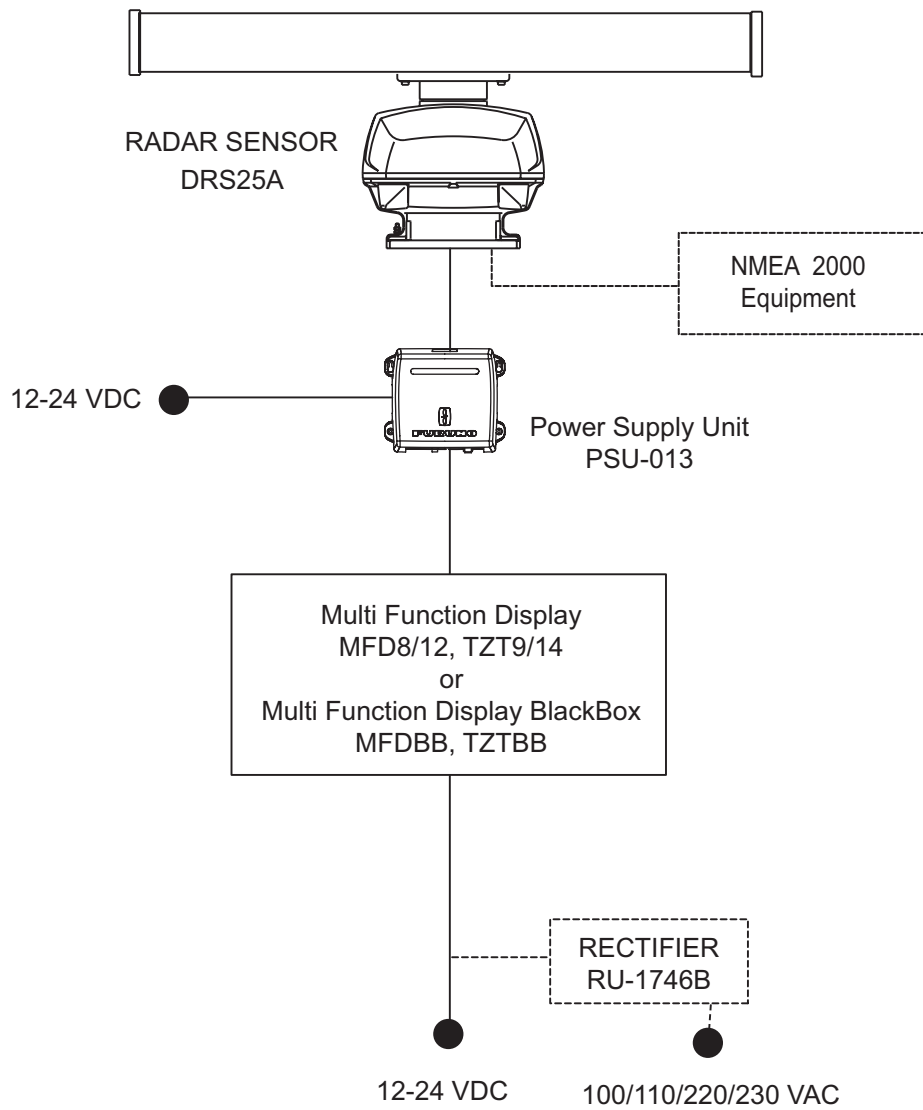 RADAR SENSOR
DRS25A
NMEA 2000
Equipment
12-24 VDC
FURUNO
Power Supply Unit
PSU-013
Multi Function Display
MFD8/12, TZT9/14
or
Multi Function Display BlackBox
MFDBB, TZTBB
RECTIFIER
RU-1746B
12-24 VDC
100/110/220/230 VAC